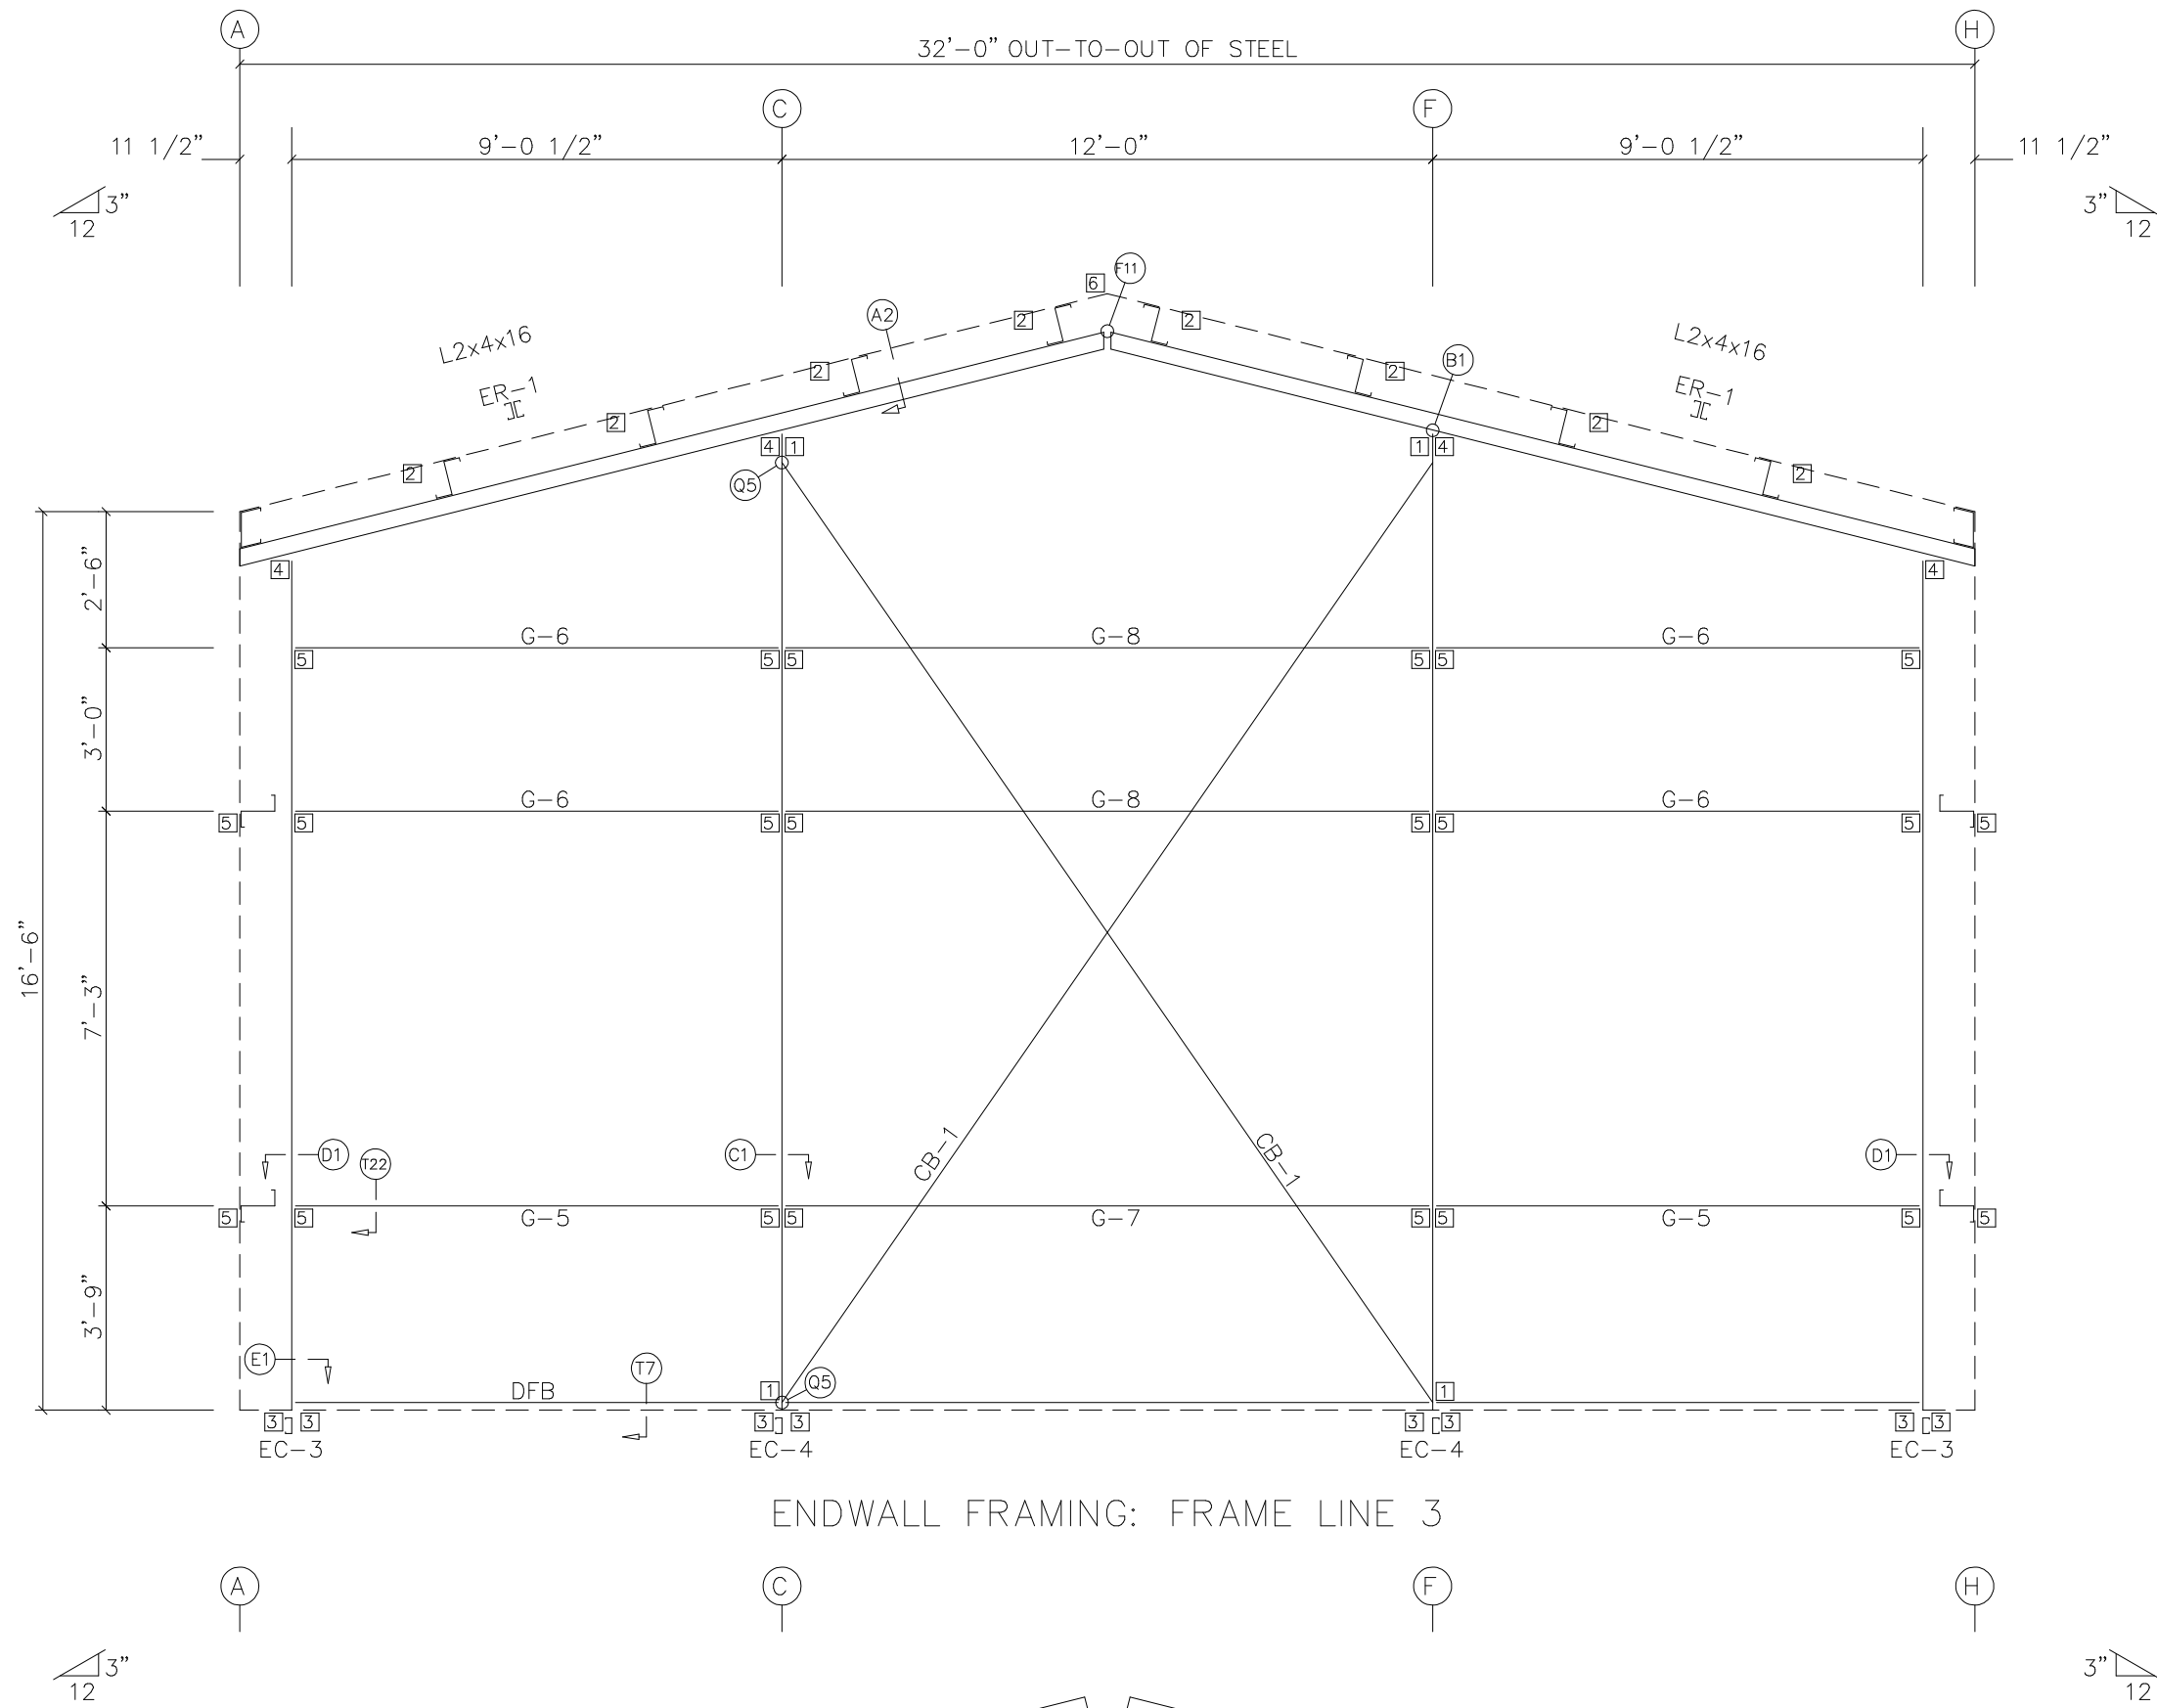 A H
32'-0" OUT-TO-OUT OF STEEL
C F
11 1/2" 9'-0 1/2" 12'-0" 9'-0 1/2" 11 1/2"
3" 3"
12 12
6 F11
2 2
A2
L2x4x16 L2x4x16
2 B1 2
ER-1 ER-1
2 2
4 1 1 4
2 2
Q5
2'-6"
4 4
G-6 G-8 G-6
5 5 5 5 5 5
3'-0"
G-6 G-8 G-6
5 5 5 5 5 5 5 5
16'-6"
7'-3"
D1 T22 C1 CB-1 CB-1 D1
5 5 5 5 5 5 5 5
G-5 G-7 G-5
3'-9"
E1 T7
DFB 1 Q5 1
3 3 3 3 3 3 3 3
EC-3 EC-4 EC-4 EC-3
ENDWALL FRAMING: FRAME LINE 3
A C F H
3" 3"
12 12